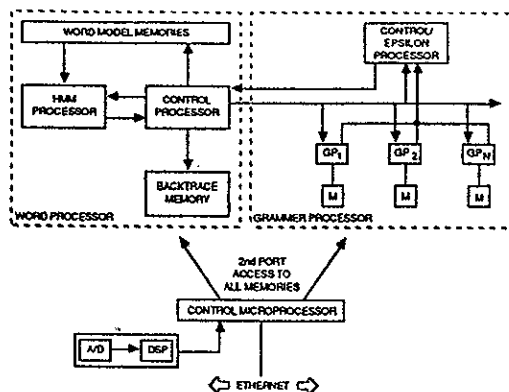 WORD MODEL MEMORIES
HMM
PROCESSOR
CONTROL
PROCESSOR
BACKTRACE
MEMORY
WORD PROCESSOR
CONTROL/
EPSILON
PROCESSOR
GP1
GP2
GPN
M
M
M
GRAMMER PROCESSOR
2nd PORT
ACCESS TO
ALL MEMORIES
CONTROL MICROPROCESSOR
A/D
DSP
ETHERNET